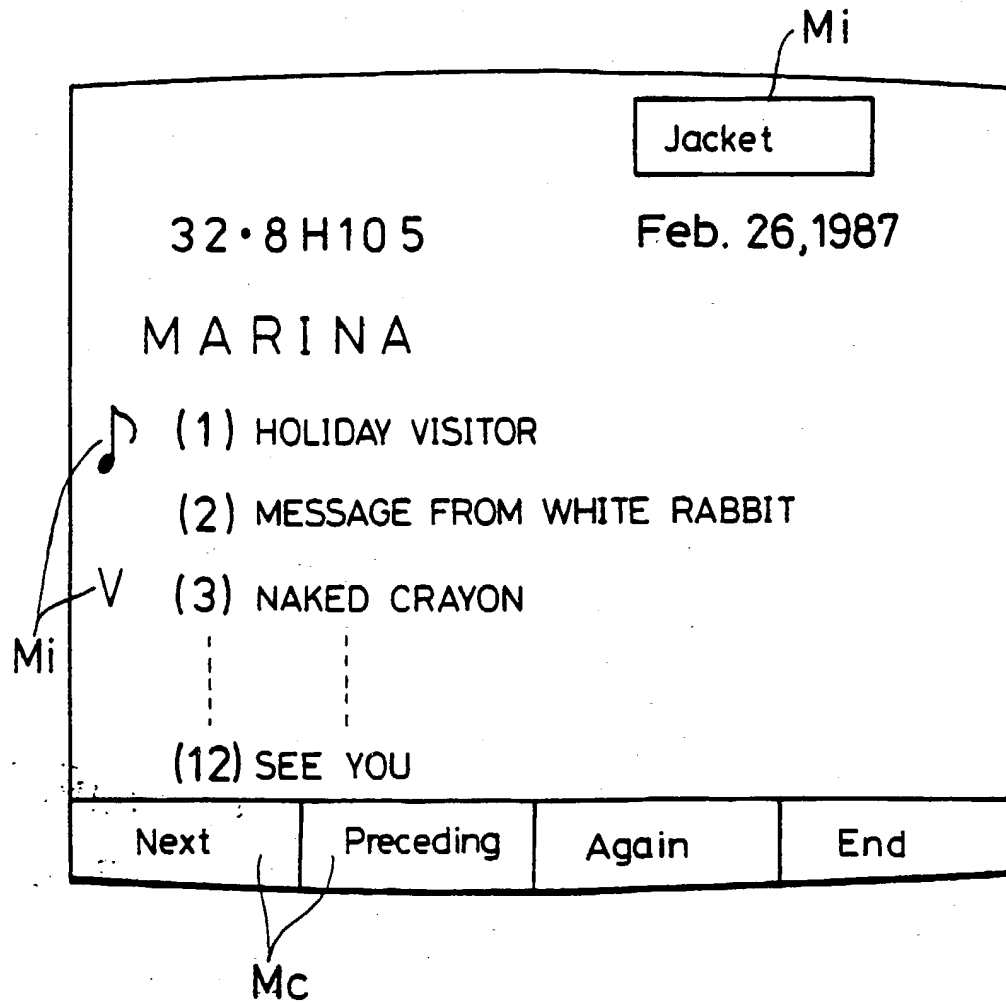 Mi
Jacket
32·8H105 Feb. 26,1987
MARINA
(1) HOLIDAY VISITOR
(2) MESSAGE FROM WHITE RABBIT
V (3) NAKED CRAYON
Mi
(12) SEE YOU
Next Preceding Again End
Mc